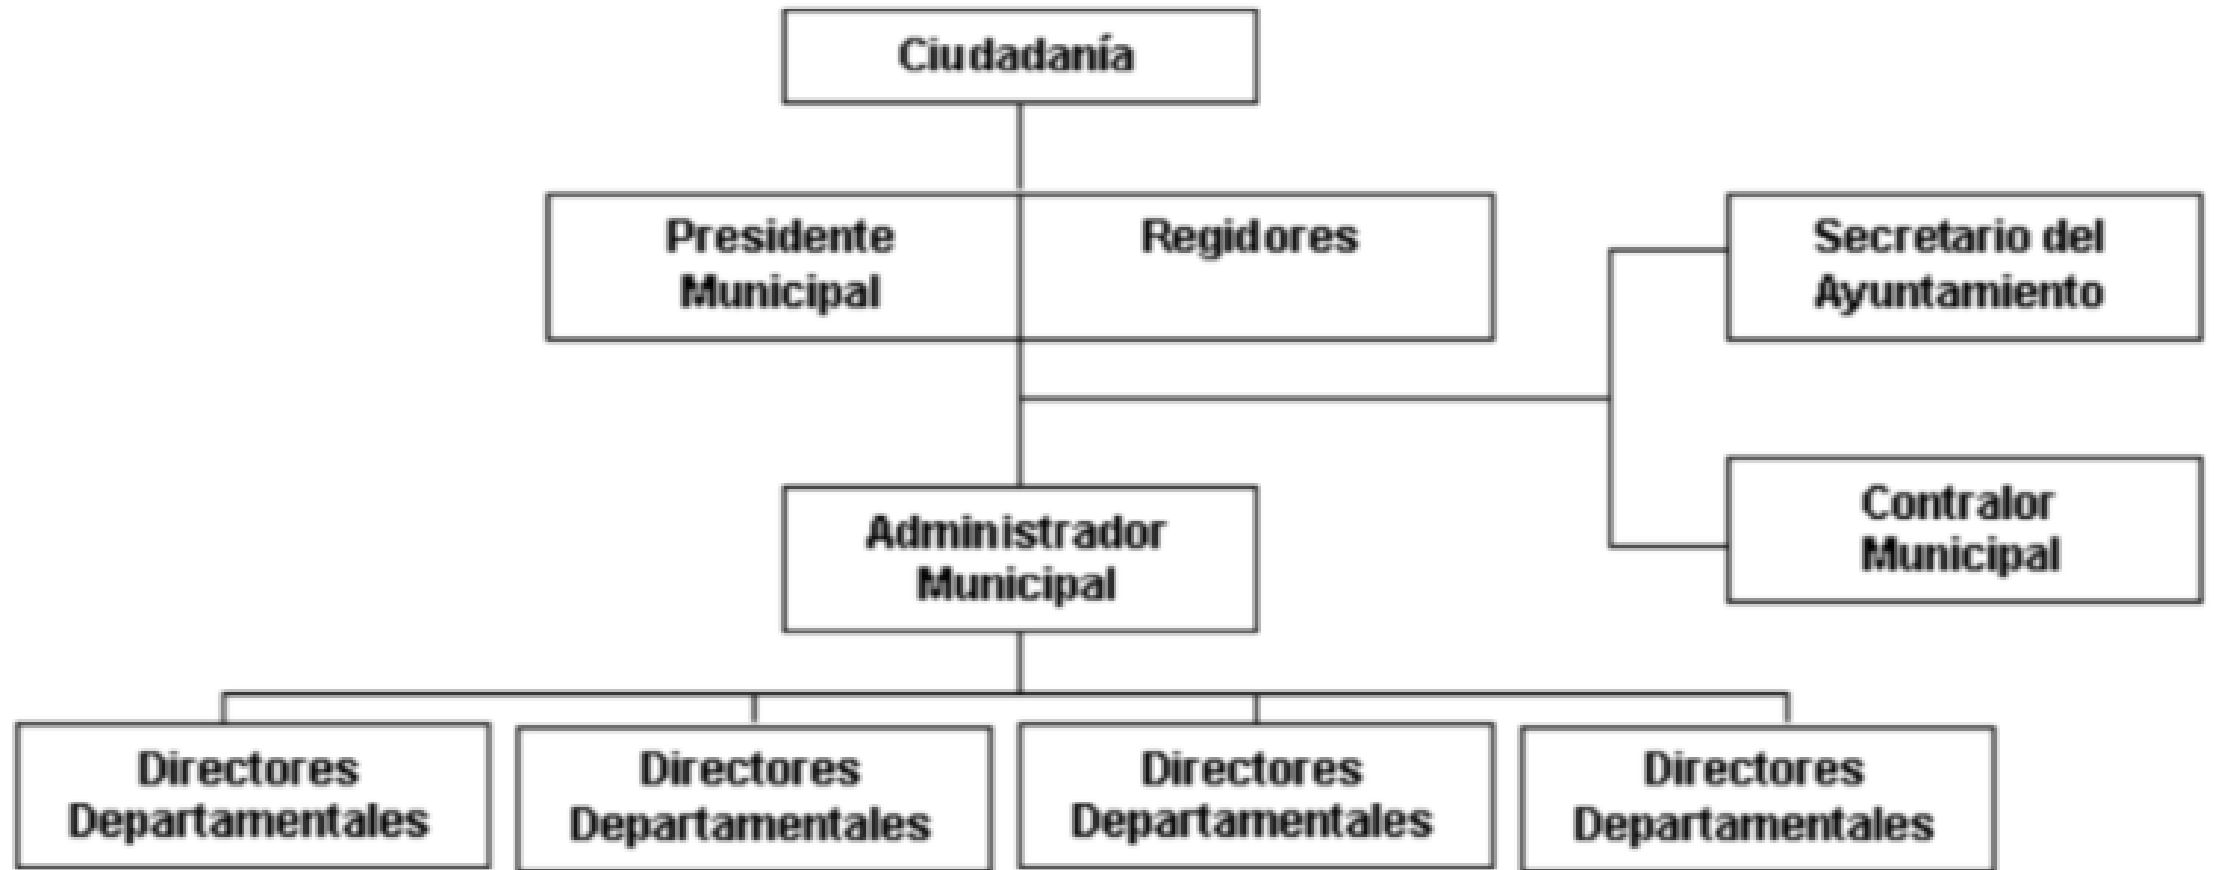 Ciudadanía
Presidente
Municipal
Regidores
Secretario del
Ayuntamiento
Administrador
Municipal
Contralor
Municipal
Directores
Departamentales
Directores
Departamentales
Directores
Departamentales
Directores
Departamentales